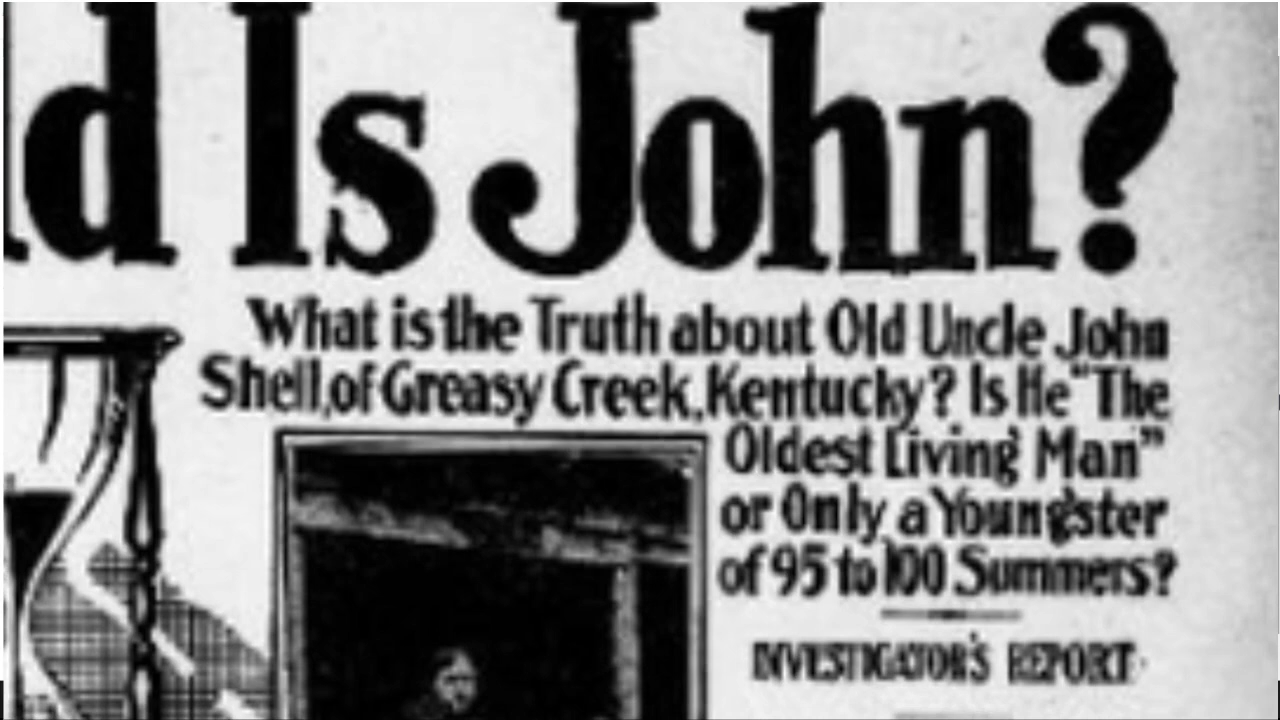 ld Is John?
What is the Truth about Old Uncle John
Shell, of Greasy Creek, Kentucky? Is He "The
Oldest Living Man"
or Only a Youngster
of 95 to 100 Summers?
INVESTIGATOR'S REPORT